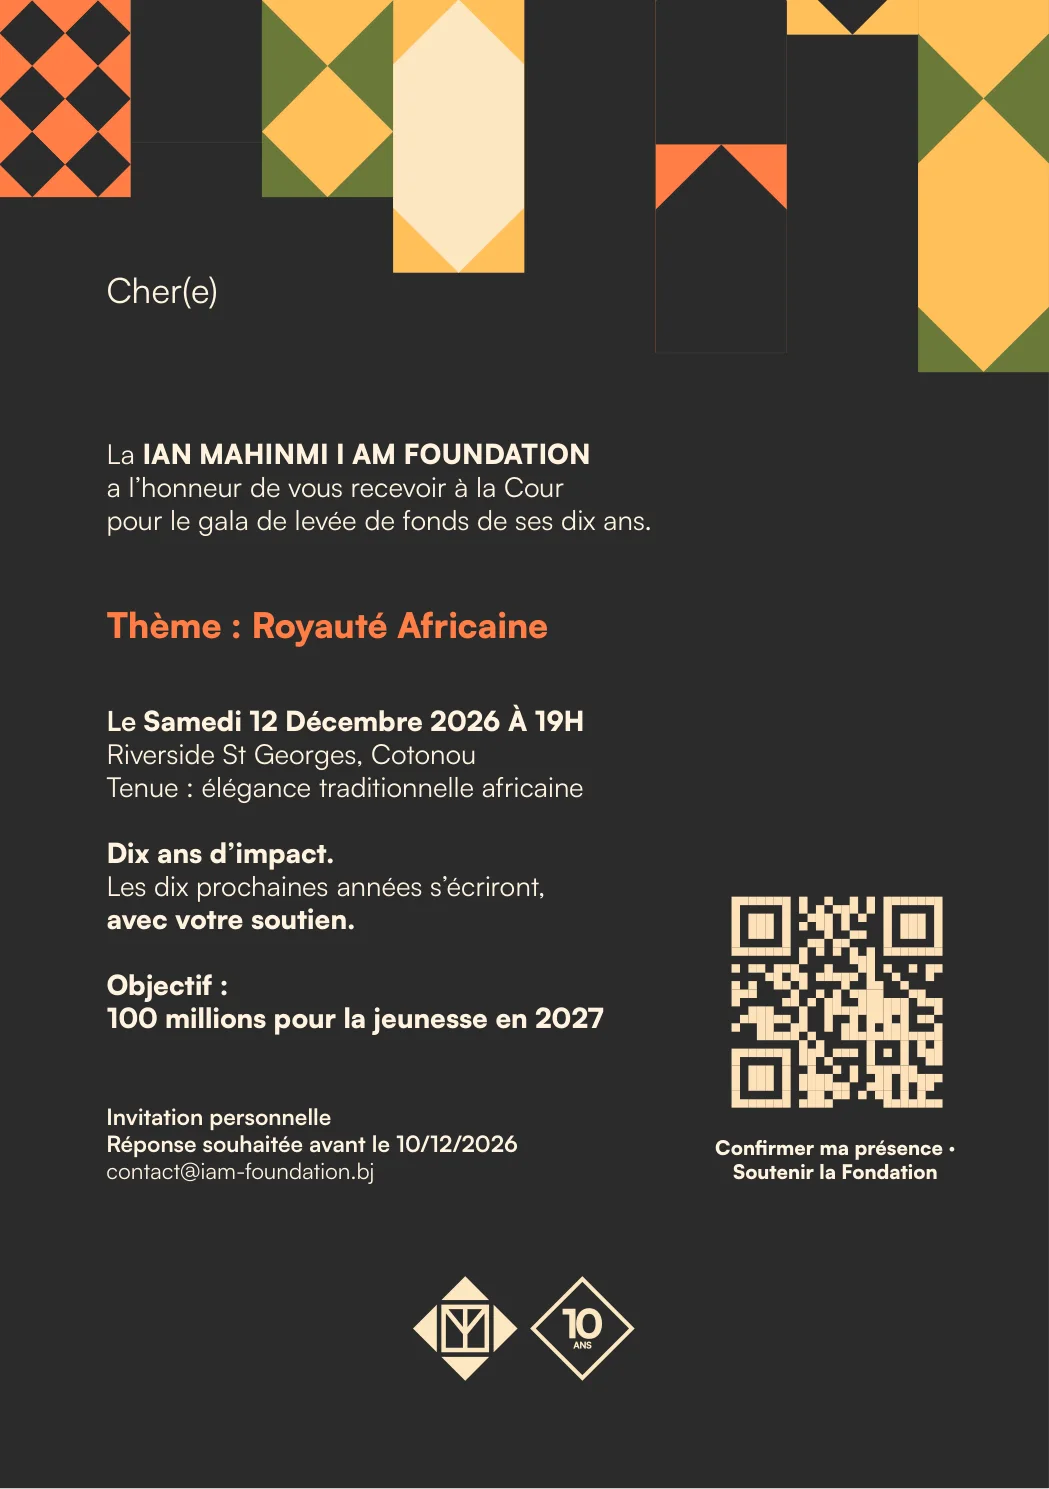 Cher(e)
La IAN MAHINMI I AM FOUNDATION
a l’honneur de vous recevoir à la Cour
pour le gala de levée de fonds de ses dix ans.
Thème : Royauté Africaine
Le Samedi 12 Décembre 2026 À 19H
Riverside St Georges, Cotonou
Tenue : élégance traditionnelle africaine
Dix ans d’impact.
Les dix prochaines années s’écriront,
avec votre soutien.
Objectif :
100 millions pour la jeunesse en 2027
Invitation personnelle
Réponse souhaitée avant le 10/12/2026
contact@iam-foundation.bj
Confirmer ma présence •
Soutenir la Fondation
10
ANS